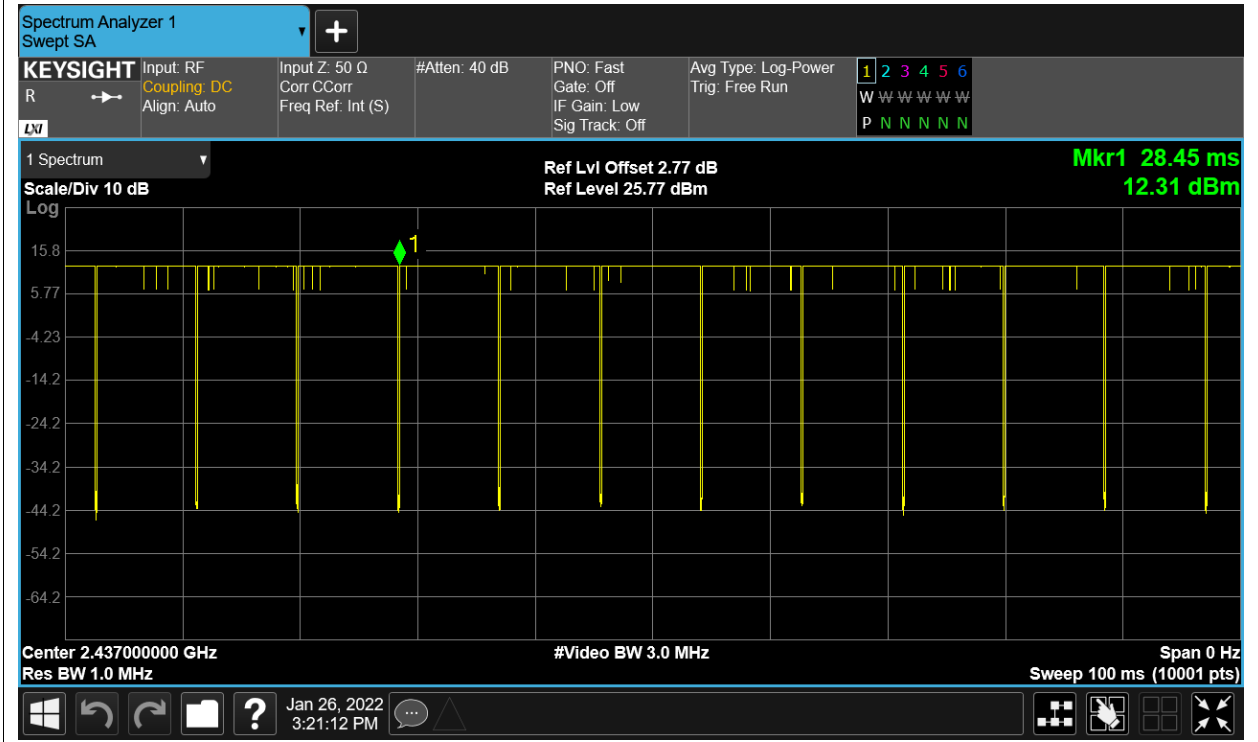 Spectrum Analyzer 1
Swept SA
KEYSIGHT
R
LXI
Input: RF
Coupling: DC
Align: Auto
Input Z: 50 Ω
Corr CCorr
Freq Ref: Int (S)
#Atten: 40 dB
PNO: Fast
Gate: Off
IF Gain: Low
Sig Track: Off
Avg Type: Log-Power
Trig: Free Run
1 2 3 4 5 6
W W W W W W
P N N N N N
1 Spectrum
Scale/Div 10 dB
Log
Ref Lvl Offset 2.77 dB
Ref Level 25.77 dBm
Mkr1 28.45 ms
12.31 dBm
1
15.8
5.77
-4.23
-14.2
-24.2
-34.2
-44.2
-54.2
-64.2
Center 2.437000000 GHz
#Video BW 3.0 MHz
Span 0 Hz
Res BW 1.0 MHz
Sweep 100 ms (10001 pts)
?
Jan 26, 2022
3:21:12 PM